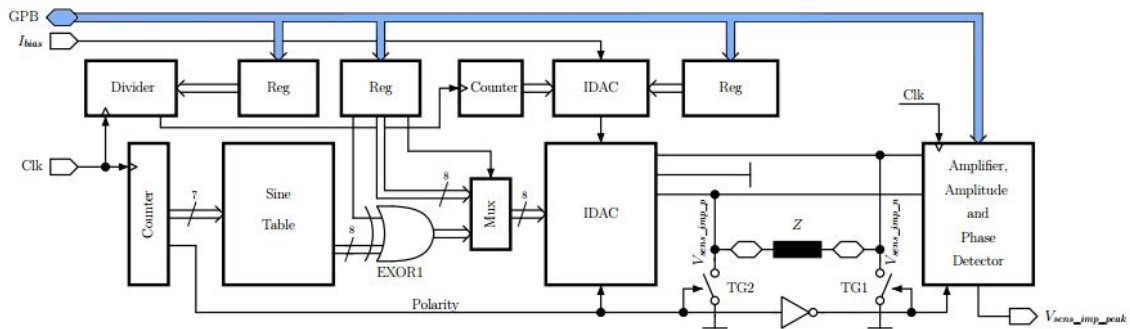 GPB
I_bias
Divider
Reg
Reg
Counter
IDAC
Reg
Clk
Clk
Counter
7
Sine
Table
8
EXOR1
8
Mux
8
IDAC
V_sens_imp_p
Z
V_sens_imp_n
TG2
TG1
Amplifier,
Amplitude
and
Phase
Detector
Polarity
V_sens_imp_peak